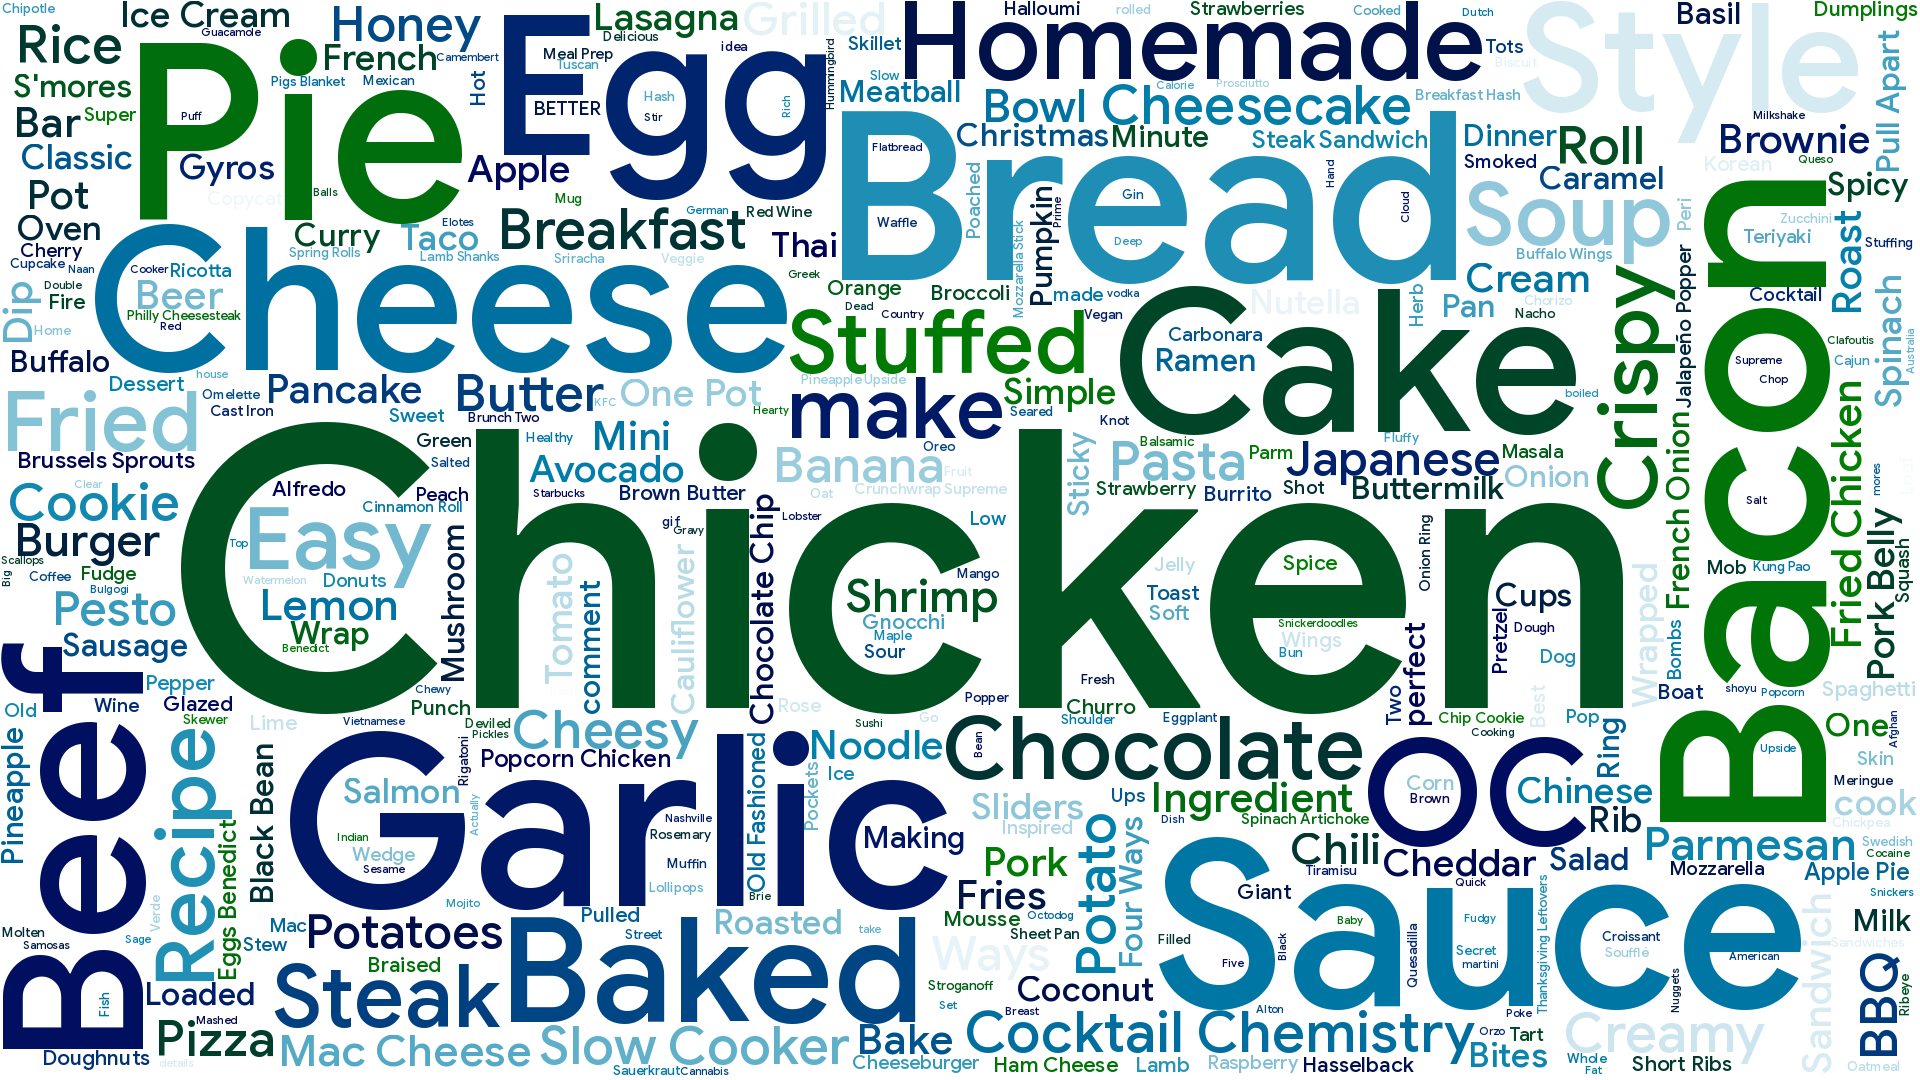 Chipotle
Ice Cream
Guacamole
Honey
Lasagna
Grilled
Halloumi
rolled
Strawberries
Cooked
Dutch
Basil
Dumplings
Rice
French
Camembert
Delicious
Meal Prep
Tuscan
idea
Hummingbird
Skillet
Homemade
Tots
Biscuit
Style
Pull Apart
S'mores
Pie
Pigs Blanket
Mexican
Hot
Egg
BETTER
Hash
Stir
Rich
Slow
Meatball
Bowl
Cheesecake
Calorie
Prosciutto
Breakfast Hash
Milkshake
Bar
Super
Puff
Classic
Gyros
Copycat
Balls
Apple
Mug
Christmas
Minute
Steak Sandwich
Dinner
Smoked
Roll
Brownie
Korean
Queso
Pot
Oven
Elotes
German
Red Wine
Flatbread
Waffle
Bread
Poached
Gin
Deep
Hand
Cloud
Caramel
Soup
Peri
Zucchini
Teriyaki
Spicy
Cherry
Curry
Taco
Breakfast
Thai
Pumpkin
Prime
Mozzarella Stick
Buffalo Wings
Roast
Stuffing
Cupcake
Naan
Cooker
Ricotta
Spring Rolls
Lamb Shanks
Sriracha
Veggie
Greek
Double
Dip
Fire
Beer
Cheese
Philly Cheesesteak
Red
Home
Orange
Broccoli
made
vodka
Cream
Herb
Pan
Nutella
Chorizo
Nacho
Jalapeño Popper
Cocktail
Spinach
Dead
Country
Vegan
Stuffed
Carbonara
Ramen
Cake
Crispy
Bacon
Supreme
Chop
Clafoutis
Cajun
Australia
Buffalo
house
Dessert
Omelette
Cast Iron
Pancake
Sweet
Butter
Brunch Two
KFC
One Pot
Pineapple Upside
Hearty
make
Simple
Seared
Knot
boiled
Fried
Green
Healthy
Mini
Oreo
Sticky
Balsamic
Fluffy
Parm
Masala
French Onion
Fried Chicken
Brussels Sprouts
Salted
Avocado
Banana
Fruit
Pasta
Japanese
Onion
mores
Loaf
Clear
Cookie
Alfredo
Peach
Starbucks
Brown Butter
Oat
Crunchwrap Supreme
Strawberry
Burrito
Shot
Buttermilk
Salt
Cinnamon Roll
Burger
Easy
Top
Chicken
gif
Gravy
Chocolate Chip
Lobster
Low
Onion Ring
Pork Belly
Squash
Scallops
Big
Coffee
Fudge
Bulgogi
Watermelon
Donuts
Mushroom
Tomato
comment
Cauliflower
Mango
Jelly
Toast
Spice
Cups
Wrapped
Mob
Kung Pao
Pesto
Lemon
Wrap
Benedict
Shrimp
Gnocchi
Maple
Sour
Soft
Snickerdoodles
Wings
Bun
Pretzel
Dough
Dog
Bombs
Sausage
Pepper
Chewy
Popper
Fresh
perfect
Two
Boat
shoyu
Popcorn
Spaghetti
Beef
Old
Wine
Glazed
Skewer
Lime
Vietnamese
Punch
Deviled
Pickles
Rose
Sushi
Go
Churro
Shoulder
Eggplant
Chip Cookie
Cooking
Best
Pop
Ring
One
Afghan
Pineapple
Recipe
Black Bean
Rigatoni
Cheesy
Popcorn Chicken
Old Fashioned
Noodle
Ice
Pockets
Bean
Chocolate
OC
Corn
Brown
Chinese
Upside
Skin
Meringue
Salmon
Garlic
Actually
Nashville
Rosemary
Making
Sliders
Inspired
Ups
Ingredient
Dish
Spinach Artichoke
Rib
cook
Chickpea
Eggs Benedict
Indian
Wedge
Sesame
Muffin
Lollipops
Brie
Pork
Potato
Four Ways
Chili
Tiramisu
Cheddar
Salad
Parmesan
Swedish
Cocaine
Mozzarella
Apple Pie
Snickers
Verde
Mojito
Fries
Giant
Quick
Sauce
Thanksgiving Leftovers
Molten
Samosas
Sage
Mac
Stew
Potatoes
Pulled
Street
Roasted
take
Mousse
Octodog
Sheet Pan
Filled
Baby
Fudgy
Croissant
Soufflé
American
Milk
Sandwiches
Sandwich
Braised
Baked
Ways
Five
Black
Quesadilla
Secret
martini
Fish
Loaded
Steak
Stroganoff
Coconut
Set
Breast
Alton
Poke
Nuggets
BBQ
Ribeye
Mashed
Pizza
Doughnuts
details
Mac Cheese
Slow Cooker
Bake
Cocktail Chemistry
Orzo
Tart
Creamy
Sauerkraut
Cannabis
Cheeseburger
Ham Cheese
Lamb
Raspberry
Hasselback
Bites
Whole
Fat
Short Ribs
Oatmeal